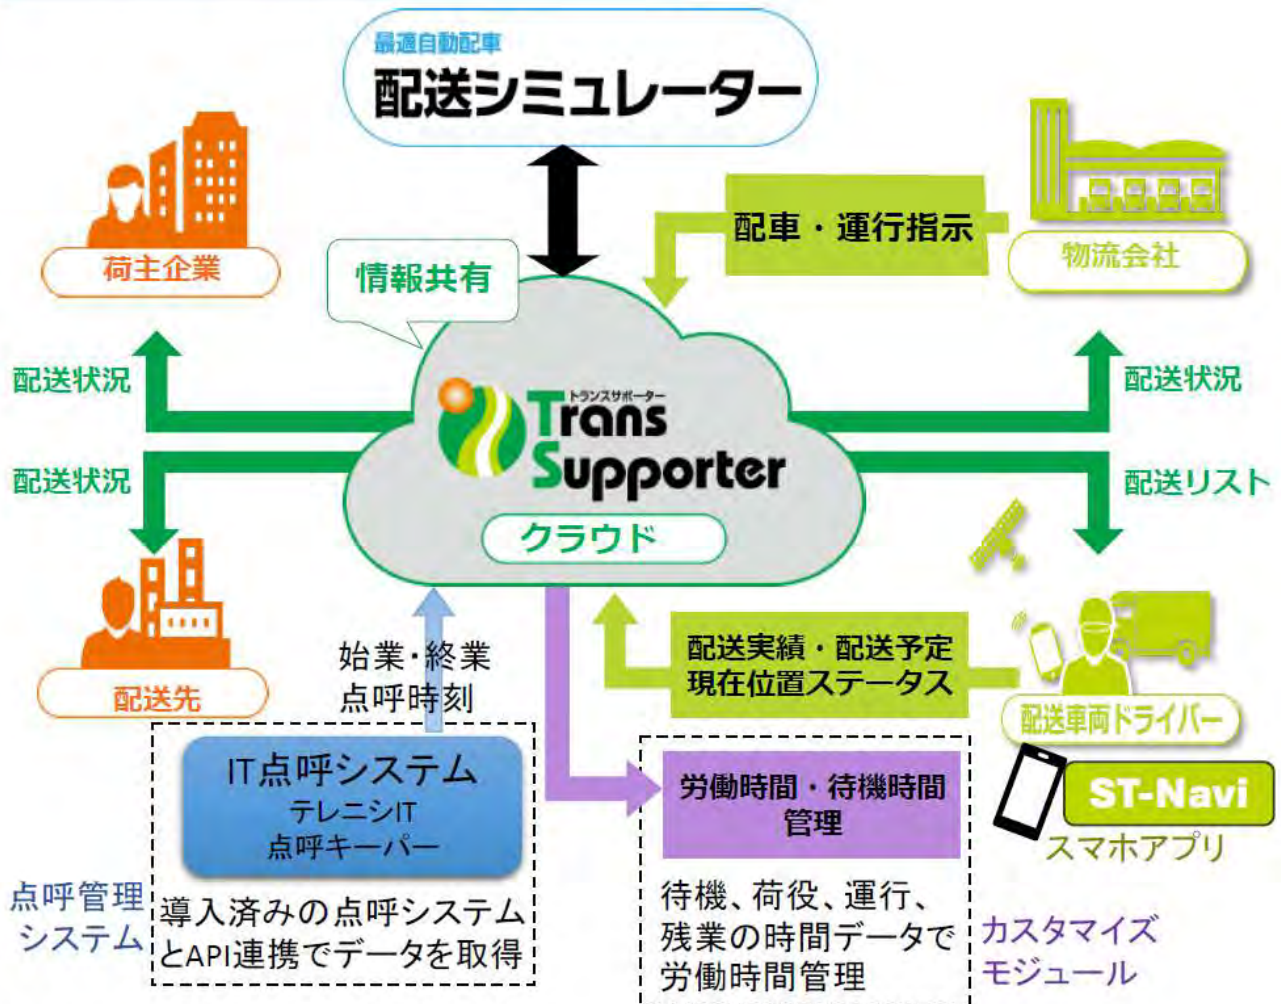 最適自動配車
配送シミュレーター
配車・運行指示
荷主企業
情報共有
物流会社
配送状況
配送状況
トランスサポーター
Trans
Supporter
クラウド
配送状況
配送リスト
配送先
始業・終業
点呼時刻
配送実績・配送予定
現在位置ステータス
配送車両ドライバー
ST-Navi
スマホアプリ
IT点呼システム
テレニシIT
点呼キーパー
導入済みの点呼システム
とAPI連携でデータを取得
点呼管理
システム
労働時間・待機時間
管理
待機、荷役、運行、
残業の時間データで
労働時間管理
カスタマイズ
モジュール